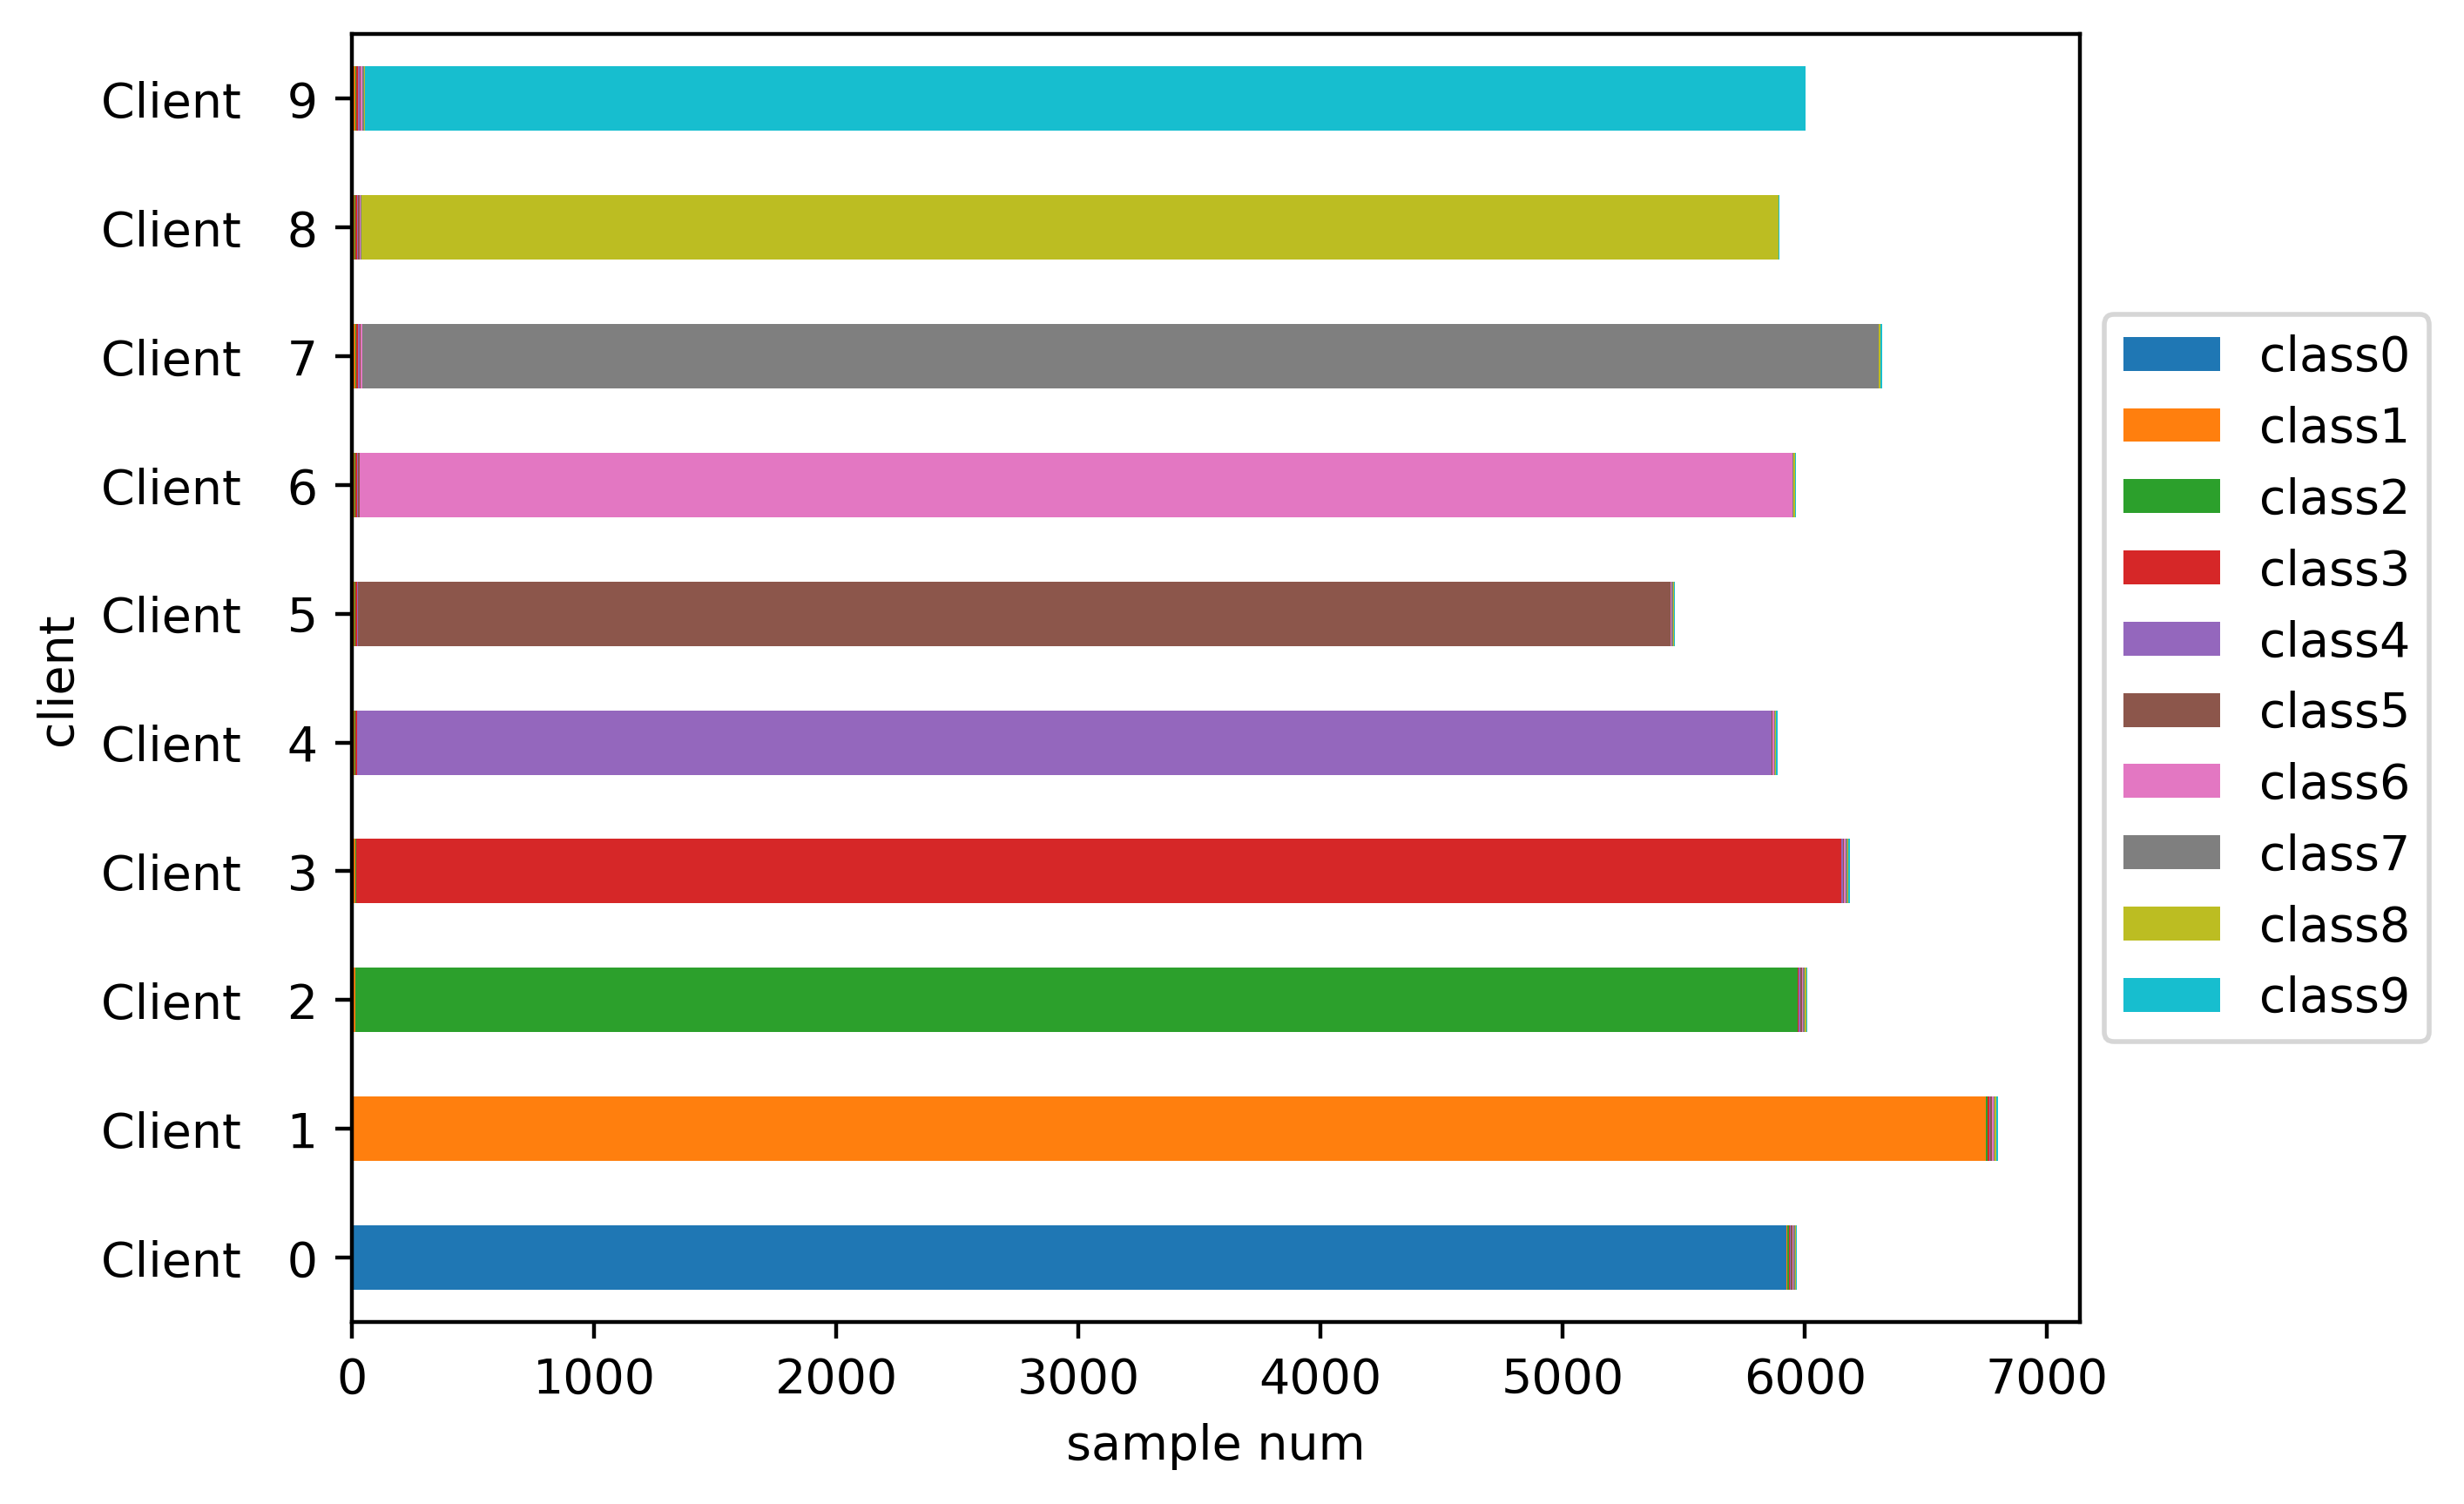 Client 9
Client 8
Client 7
Client 6
Client 5
Client 4
Client 3
Client 2
Client 1
Client 0
client
0 1000 2000 3000 4000 5000 6000 7000
sample num
class0
class1
class2
class3
class4
class5
class6
class7
class8
class9